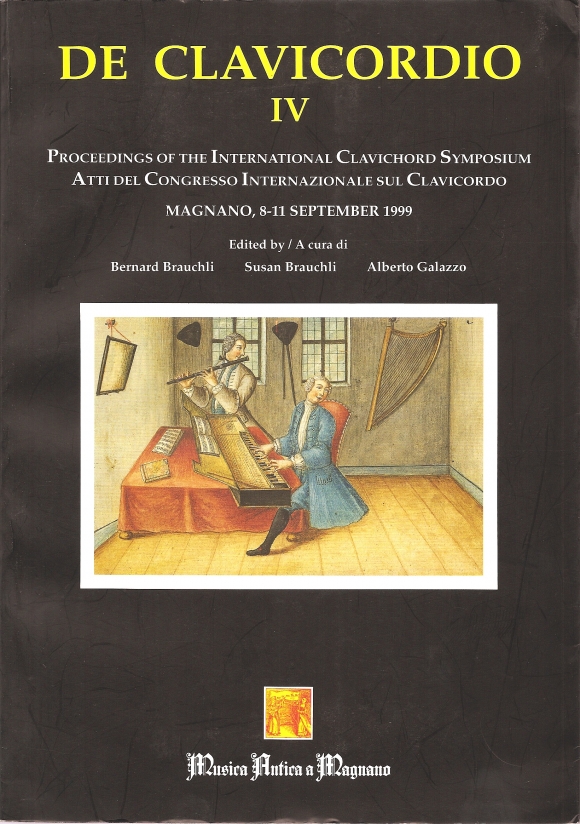 DE CLAVICORDIO
IV
PROCEEDINGS OF THE INTERNATIONAL CLAVICHORD SYMPOSIUM
ATTI DEL CONGRESSO INTERNAZIONALE SUL CLAVICORDO
MAGNANO, 8-11 SEPTEMBER 1999
Edited by / A cura di
Bernard Brauchli Susan Brauchli Alberto Galazzo
Musica Antica a Magnano